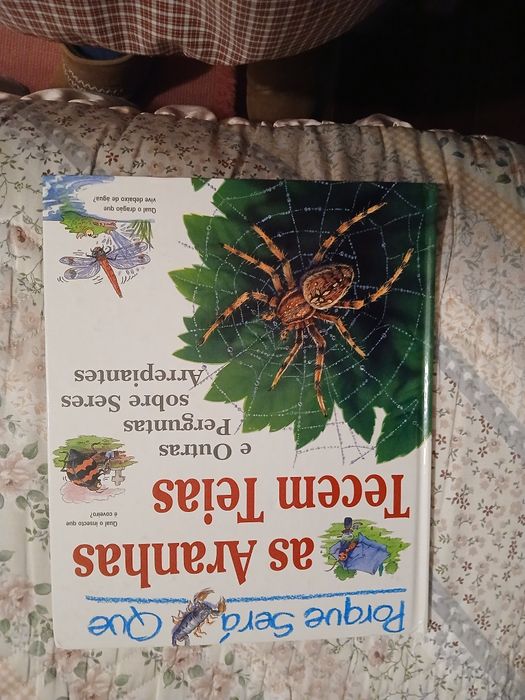 Porque Será Que
as Aranhas
Qual o insecto que
é coveiro?
Tecem Teias
e Outras
Perguntas
sobre Seres
Arrepiantes
Qual o dragão que
vive debaixo de água?